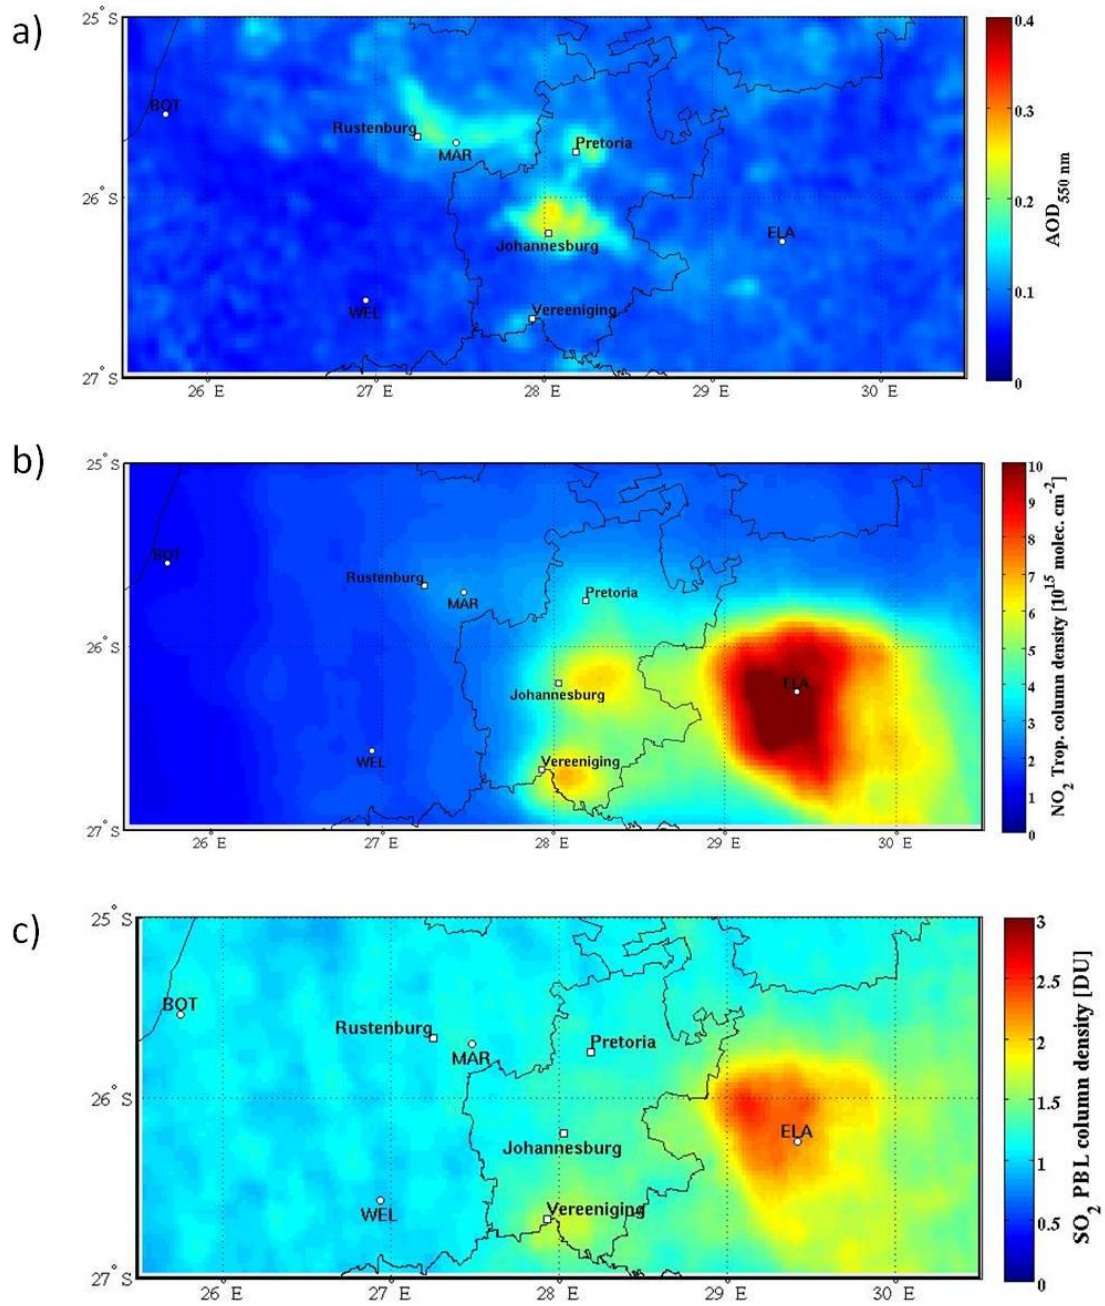 a)
25° S
26° S
27° S
BOT
Rustenburg
MAR
Pretoria
Johannesburg
ELA
WEL
Vereeniging
26 E
27 E
28 E
29 E
30 E
0.4
0.3
0.2
0.1
0
AOD550 nm
b)
25° S
26° S
27° S
BOT
Rustenburg
MAR
Pretoria
Johannesburg
ELA
WEL
Vereeniging
26 E
27 E
28 E
29 E
30 E
10
9
8
7
6
5
4
3
2
1
0
NO2 Trop. column density [10^15 molec. cm^-2]
c)
25° S
26° S
27° S
BOT
Rustenburg
MAR
Pretoria
Johannesburg
ELA
WEL
Vereeniging
26 E
27 E
28 E
29 E
30 E
3
2.5
2
1.5
1
0.5
0
SO2 PBL column density [DU]